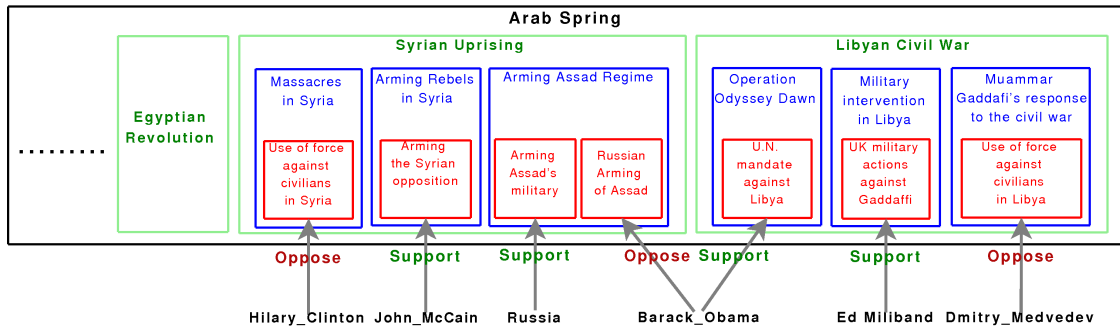 Arab Spring
Syrian Uprising
Libyan Civil War
Egyptian
Revolution
.........
Massacres
in Syria
Use of force
against
civilians
in Syria
Arming Rebels
in Syria
Arming
the Syrian
opposition
Arming Assad Regime
Arming
Assad's
military
Russian
Arming
of Assad
Operation
Odyssey Dawn
U.N.
mandate
against
Libya
Military
intervention
in Libya
UK military
actions
against
Gaddaffi
Muammar
Gaddafi's response
to the civil war
Use of force
against
civilians
in Libya
Oppose
Support
Support
Oppose
Support
Support
Oppose
Hilary_Clinton
John_McCain
Russia
Barack_Obama
Ed Miliband
Dmitry_Medvedev